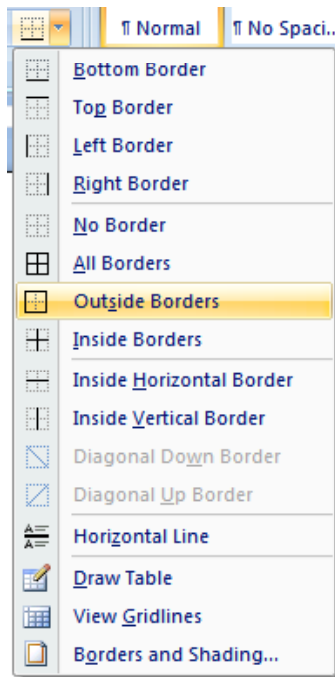 ¶ Normal ¶ No Spaci...
Bottom Border
Top Border
Left Border
Right Border
No Border
All Borders
Outside Borders
Inside Borders
Inside Horizontal Border
Inside Vertical Border
Diagonal Down Border
Diagonal Up Border
Horizontal Line
Draw Table
View Gridlines
Borders and Shading...